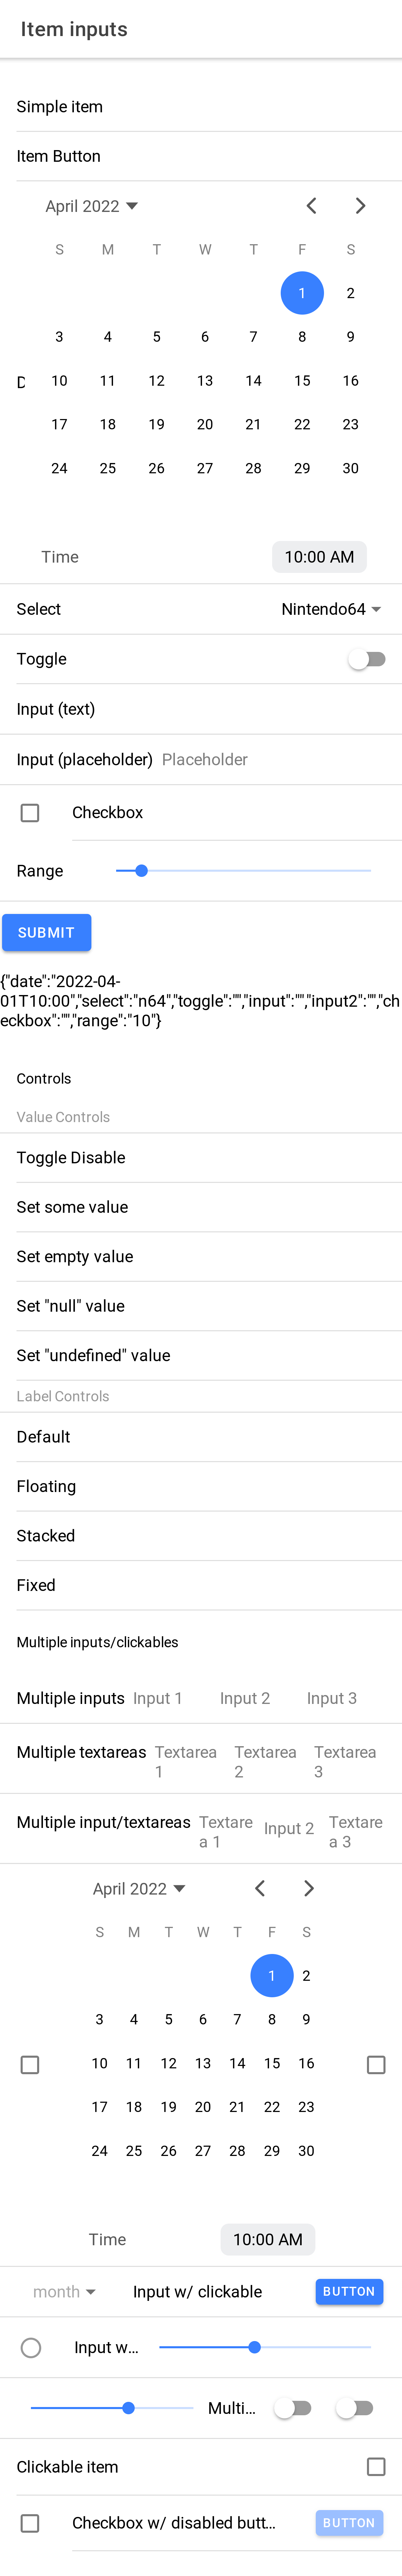 Item inputs
Simple item
Item Button
April 2022
S M T W T F S
1 2
3 4 5 6 7 8 9
D 10 11 12 13 14 15 16
17 18 19 20 21 22 23
24 25 26 27 28 29 30
Time 10:00 AM
Select Nintendo64
Toggle
Input (text)
Input (placeholder) Placeholder
Checkbox
Range
SUBMIT
{"date":"2022-04-
01T10:00","select":"n64","toggle":"","input":"","input2":"","ch
eckbox":"","range":"10"}
Controls
Value Controls
Toggle Disable
Set some value
Set empty value
Set "null" value
Set "undefined" value
Label Controls
Default
Floating
Stacked
Fixed
Multiple inputs/clickables
Multiple inputs Input 1 Input 2 Input 3
Multiple textareas Textarea Textarea Textarea
1 2 3
Multiple input/textareas Textare Input 2 Textare
a 1 a 3
April 2022
S M T W T F S
1 2
3 4 5 6 7 8 9
10 11 12 13 14 15 16
17 18 19 20 21 22 23
24 25 26 27 28 29 30
Time 10:00 AM
month Input w/ clickable BUTTON
Input w...
Multi...
Clickable item
Checkbox w/ disabled butt... BUTTON